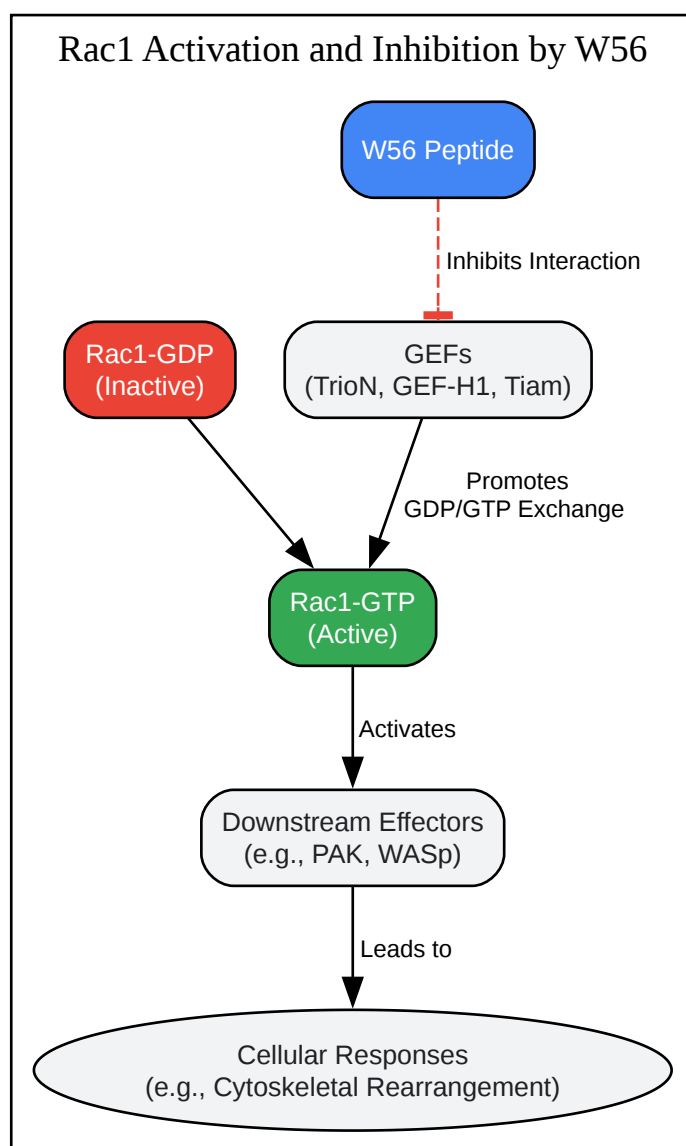 Rac1 Activation and Inhibition by W56
W56 Peptide
Inhibits Interaction
Rac1-GDP
(Inactive)
GEFs
(TrioN, GEF-H1, Tiam)
Promotes
GDP/GTP Exchange
Rac1-GTP
(Active)
Activates
Downstream Effectors
(e.g., PAK, WASp)
Leads to
Cellular Responses
(e.g., Cytoskeletal Rearrangement)